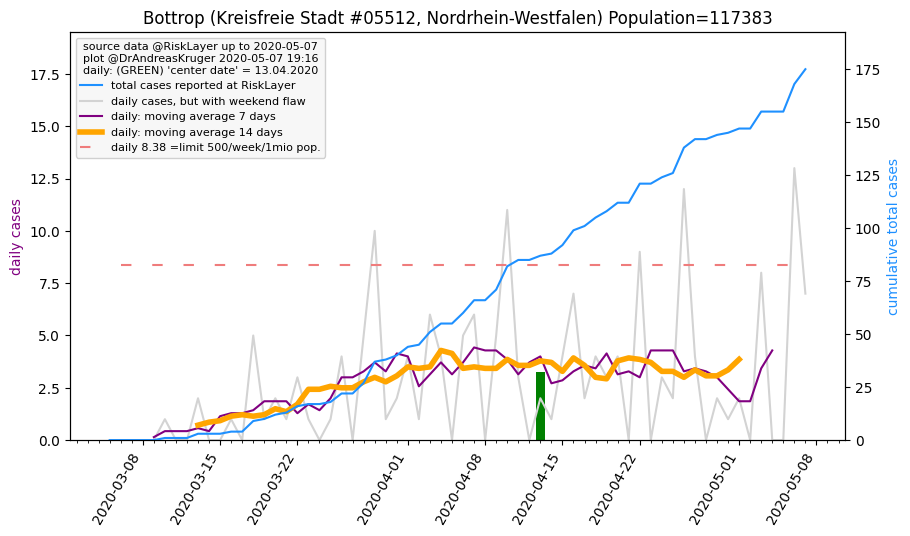 Bottrop (Kreisfreie Stadt #05512, Nordrhein-Westfalen) Population=117383
source data @RiskLayer up to 2020-05-07
plot @DrAndreasKruger 2020-05-07 19:16
daily: (GREEN) 'center date' = 13.04.2020
total cases reported at RiskLayer
daily cases, but with weekend flaw
daily: moving average 7 days
daily: moving average 14 days
daily 8.38 =limit 500/week/1mio pop.
daily cases
17.5
15.0
12.5
10.0
7.5
5.0
2.5
0.0
175
150
125
100
75
50
25
0
cumulative total cases
2020-03-08
2020-03-15
2020-03-22
2020-04-01
2020-04-08
2020-04-15
2020-04-22
2020-05-01
2020-05-08